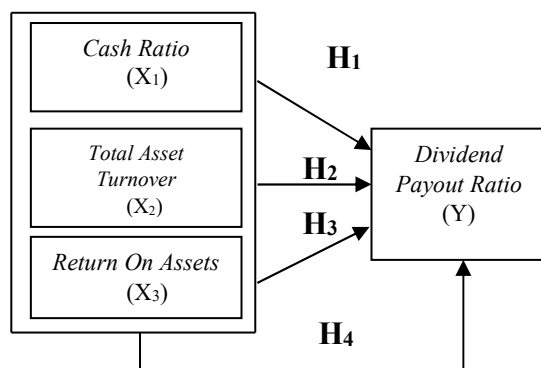 Cash Ratio
(X1)
H1
Total Asset
Turnover
(X2)
H2
Dividend
Payout Ratio
(Y)
H3
Return On Assets
(X3)
H4